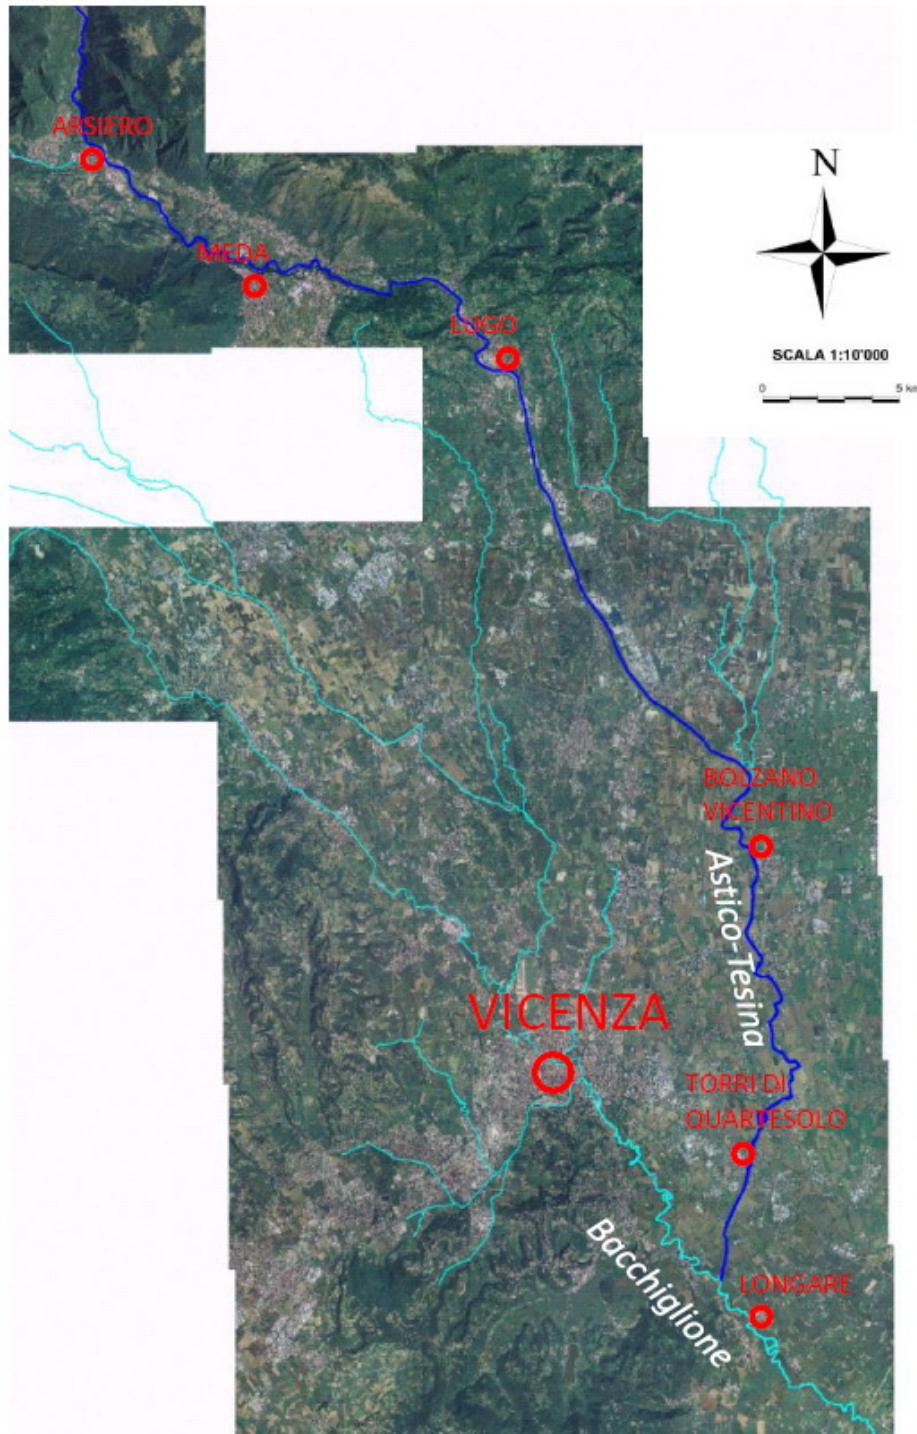 ARSIERO
N
MEDA
LUGO
SCALA 1:10'000
0 5 km
BOLZANO
VICENTINO
Astico-Tesina
VICENZA
TORRI DI
QUARTESOLO
Bacchiglione
LONGARE